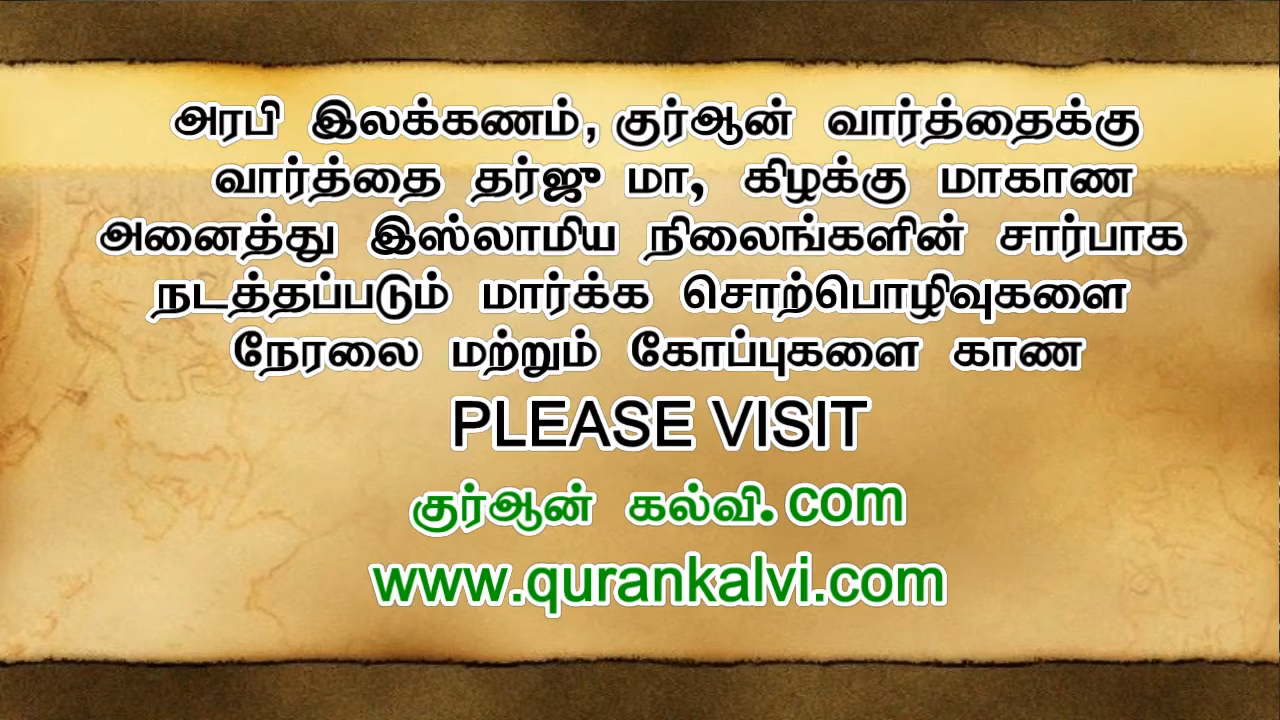 அரபி இலக்கணம், குர்ஆன் வார்த்தைக்கு
வார்த்தை தர்ஜு மா, கிழக்கு மாகாண
அனைத்து இஸ்லாமிய நிலைங்களின் சார்பாக
நடத்தப்படும் மார்க்க சொற்பொழிவுகளை
நேரலை மற்றும் கோப்புகளை காண
PLEASE VISIT
குர்ஆன் கல்வி.com
www.qurankalvi.com